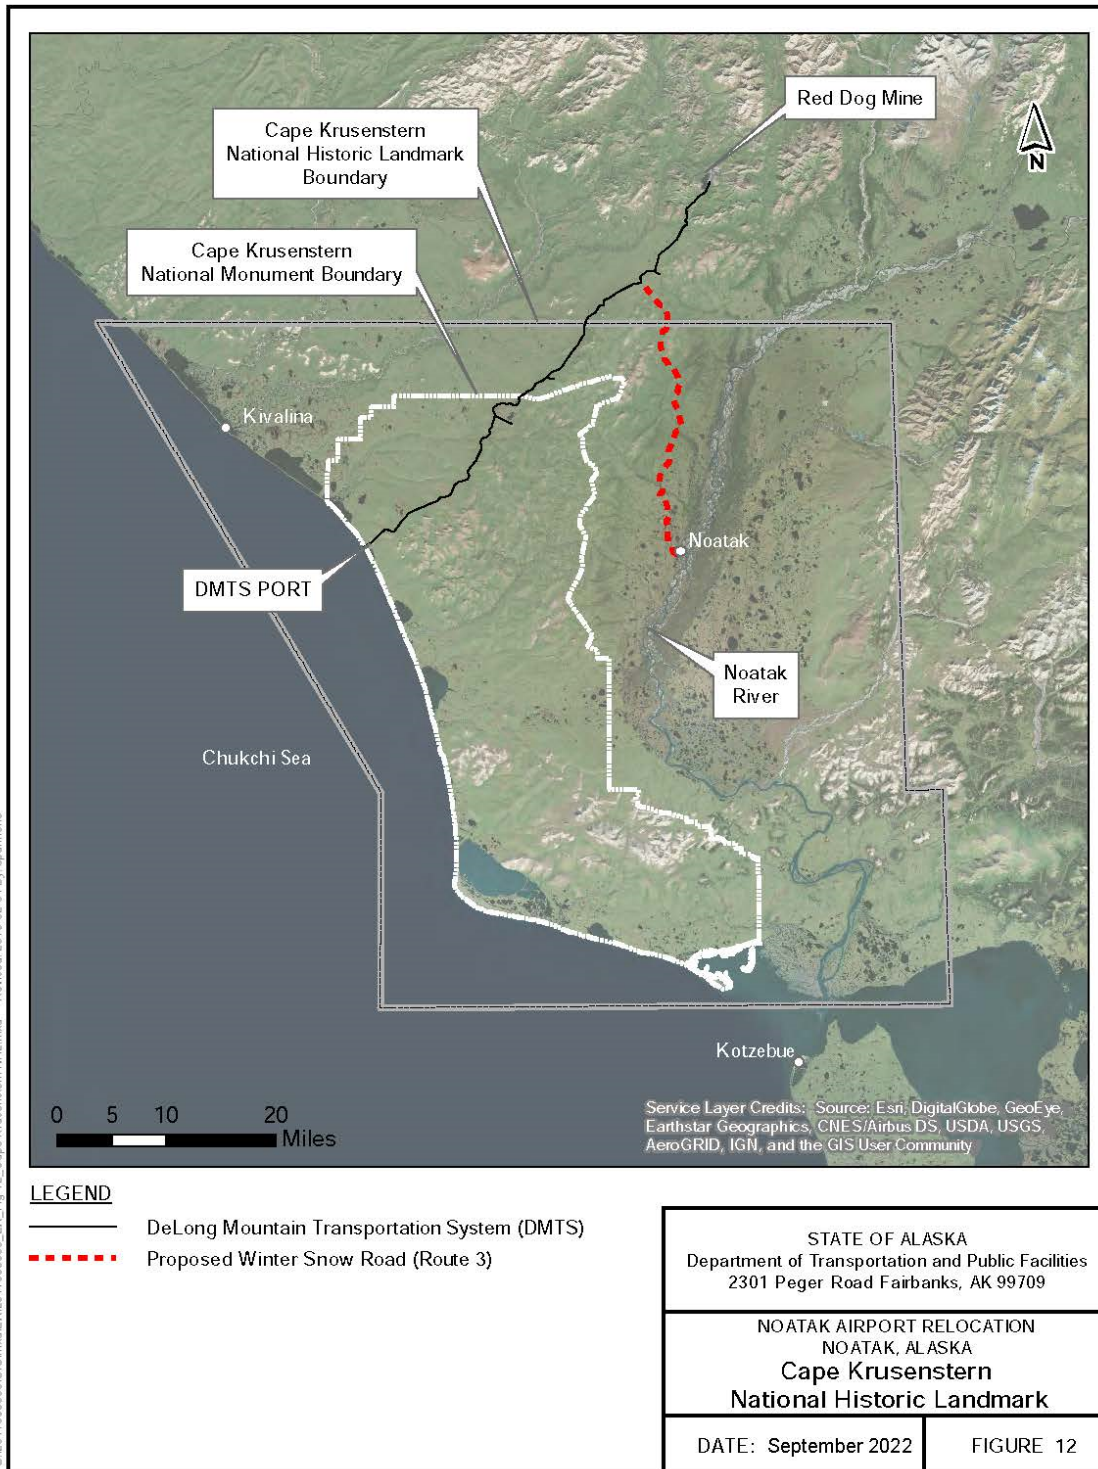 Red Dog Mine
Cape Krusenstern
National Historic Landmark
Boundary
N
Cape Krusenstern
National Monument Boundary
Kivalina
Noatak
DMTS PORT
Noatak
River
Chukchi Sea
Kotzebue
0 5 10 20
Miles
Service Layer Credits: Source: Esri, DigitalGlobe, GeoEye,
Earthstar Geographics, CNES/Airbus DS, USDA, USGS,
AeroGRID, IGN, and the GIS User Community
LEGEND
DeLong Mountain Transportation System (DMTS)
Proposed Winter Snow Road (Route 3)
STATE OF ALASKA
Department of Transportation and Public Facilities
2301 Peger Road Fairbanks, AK 99709
NOATAK AIRPORT RELOCATION
NOATAK, ALASKA
Cape Krusenstern
National Historic Landmark
DATE: September 2022
FIGURE 12